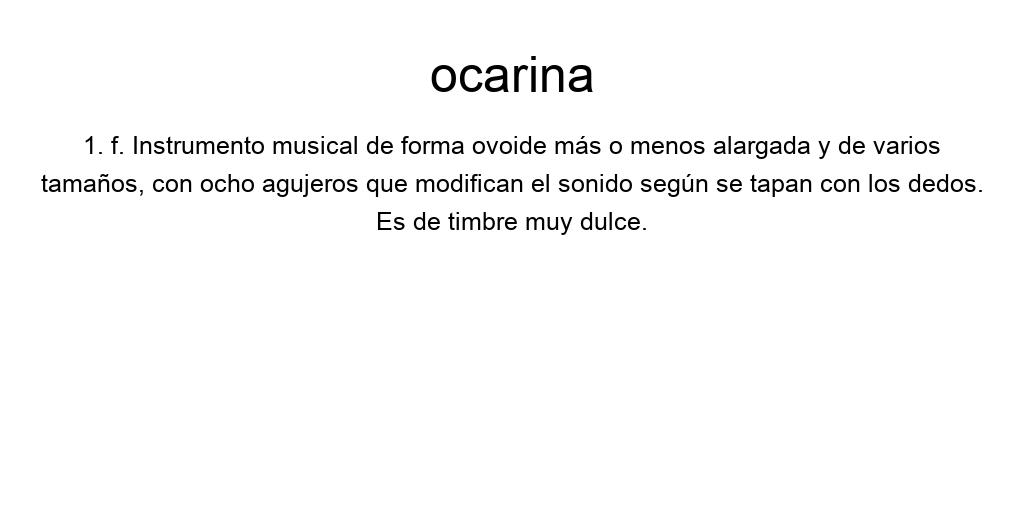 ocarina
1. f. Instrumento musical de forma ovoide más o menos alargada y de varios
tamaños, con ocho agujeros que modifican el sonido según se tapan con los dedos.
Es de timbre muy dulce.